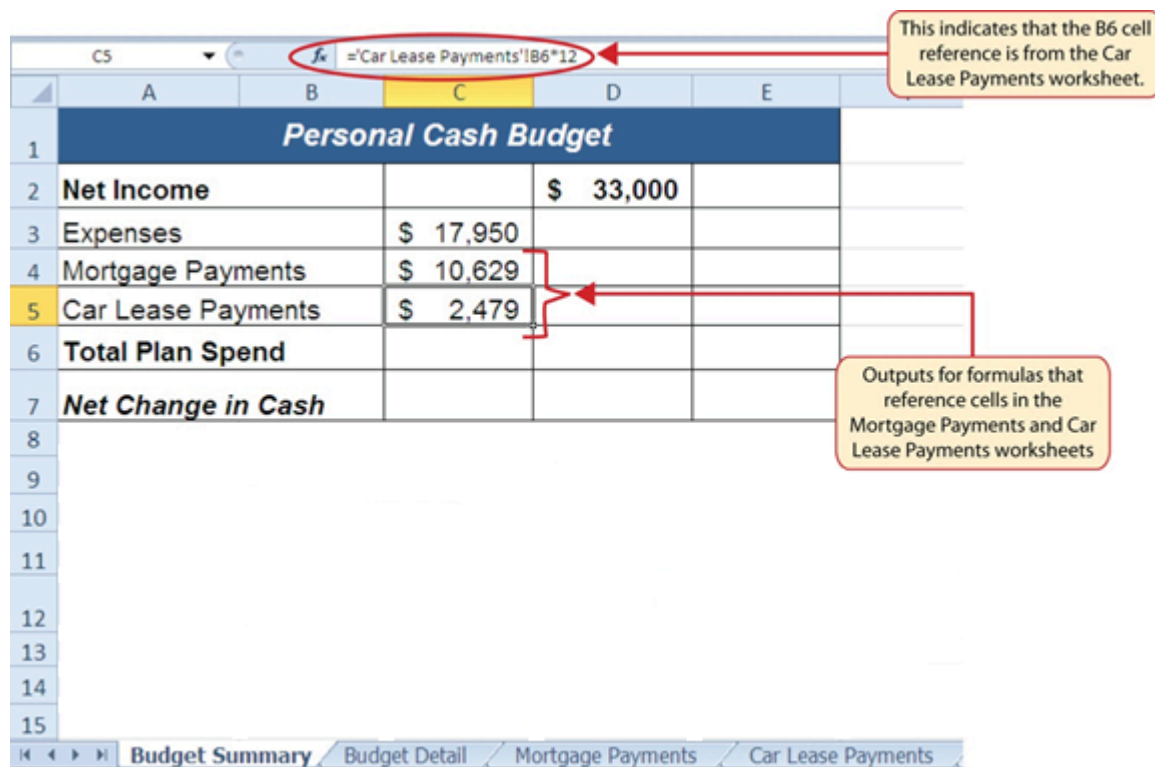 This indicates that the B6 cell
reference is from the Car
Lease Payments worksheet.
C5 fx ='Car Lease Payments'!B6*12
A B C D E
1 Personal Cash Budget
2 Net Income $ 33,000
3 Expenses $ 17,950
4 Mortgage Payments $ 10,629
5 Car Lease Payments $ 2,479
6 Total Plan Spend
7 Net Change in Cash
Outputs for formulas that
reference cells in the
Mortgage Payments and Car
Lease Payments worksheets
8
9
10
11
12
13
14
15
Budget Summary Budget Detail Mortgage Payments Car Lease Payments